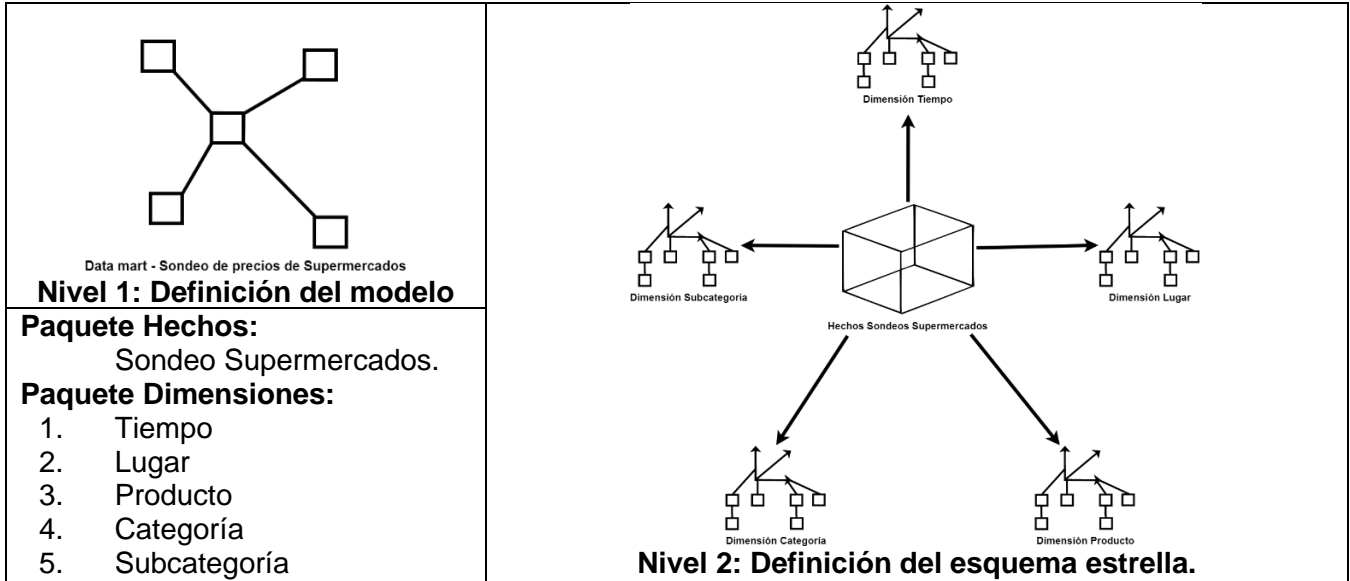 Data mart - Sondeo de precios de Supermercados
Nivel 1: Definición del modelo
Paquete Hechos:
Sondeo Supermercados.
Paquete Dimensiones:
1. Tiempo
2. Lugar
3. Producto
4. Categoría
5. Subcategoría
Dimensión Tiempo
Dimensión Subcategoría
Dimensión Lugar
Hechos Sondeos Supermercados
Dimensión Categoría
Dimensión Producto
Nivel 2: Definición del esquema estrella.